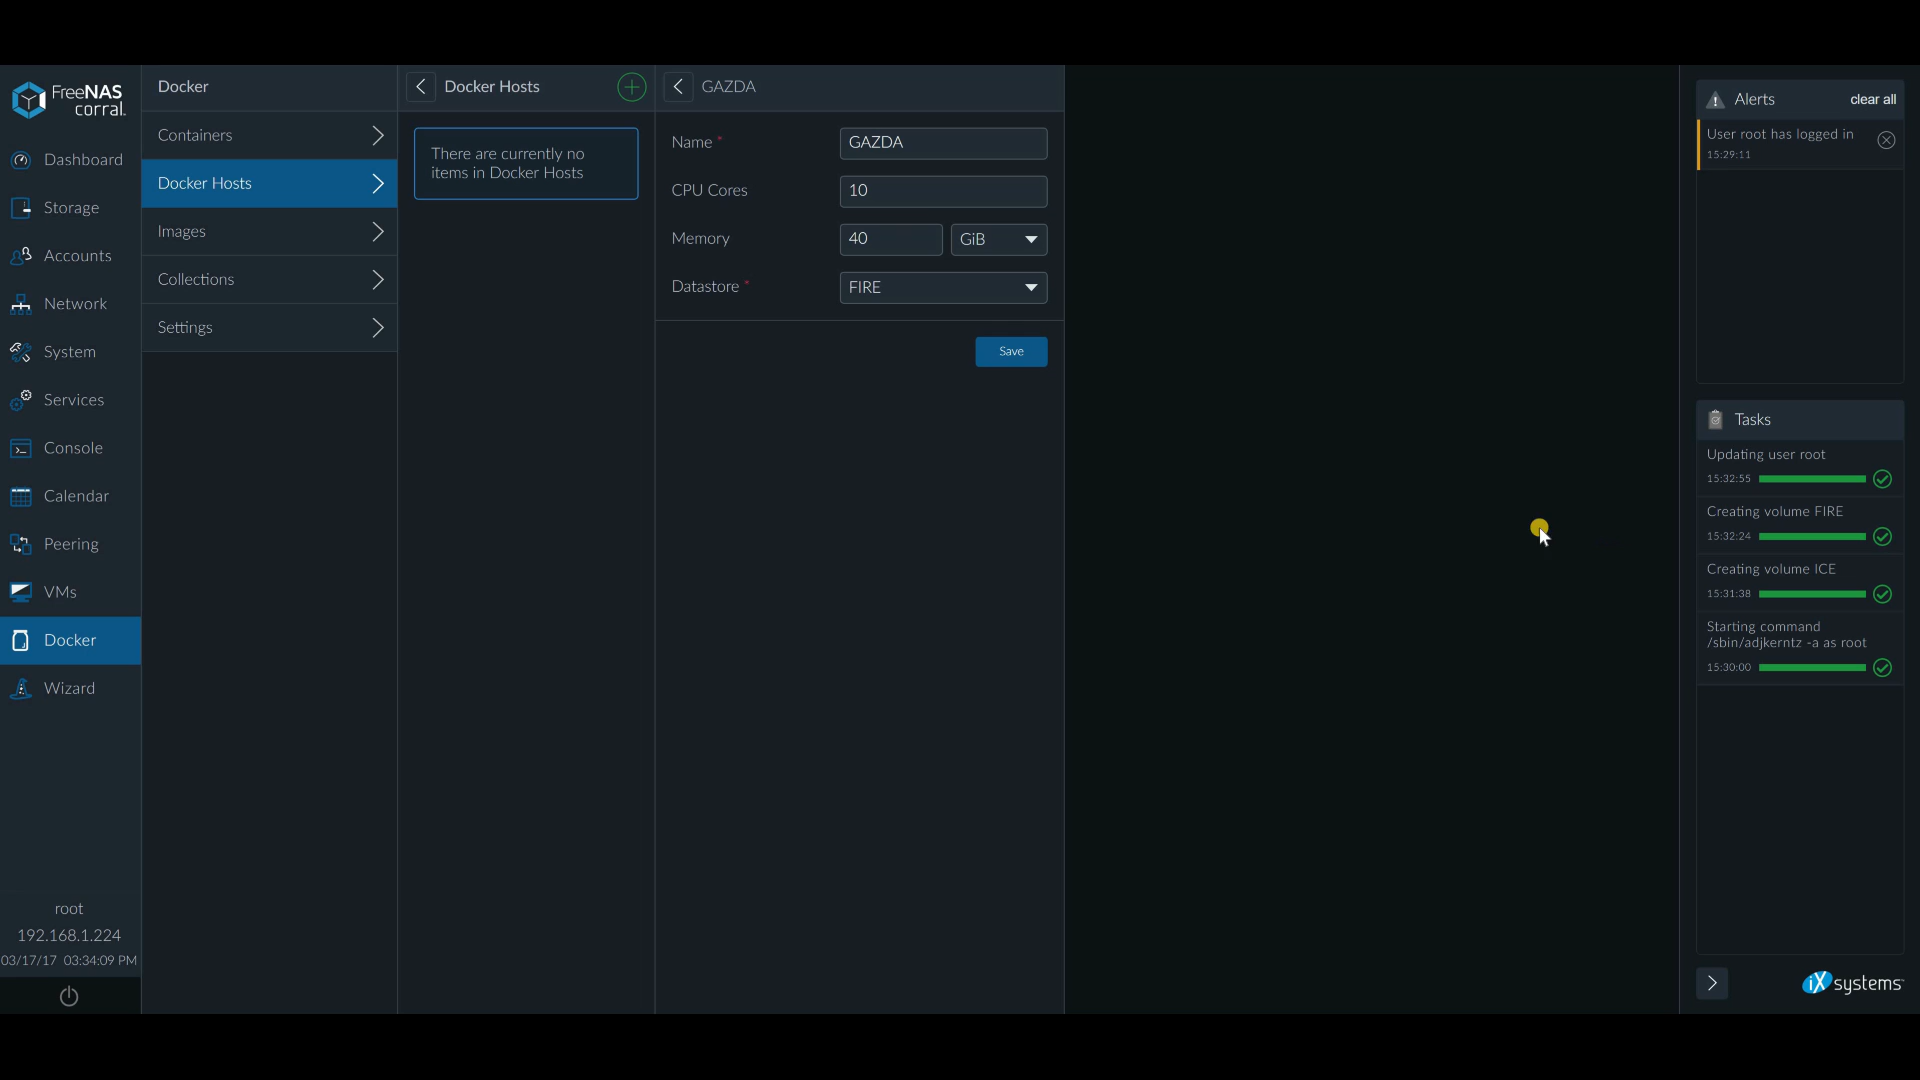 FreeNAS
corral.
Dashboard
Storage
Accounts
Network
System
Services
Console
Calendar
Peering
VMs
Docker
Wizard
root
192.168.1.224
03/17/17 03:34:09 PM
Docker
Containers
Docker Hosts
Images
Collections
Settings
Docker Hosts
There are currently no
items in Docker Hosts
GAZDA
Name *
GAZDA
CPU Cores
10
Memory
40
GiB
Datastore *
FIRE
Save
Alerts
clear all
User root has logged in
15:29:11
Tasks
Updating user root
15:32:55
Creating volume FIRE
15:32:24
Creating volume ICE
15:31:38
Starting command
/sbin/adjkerntz -a as root
15:30:00
iXsystems